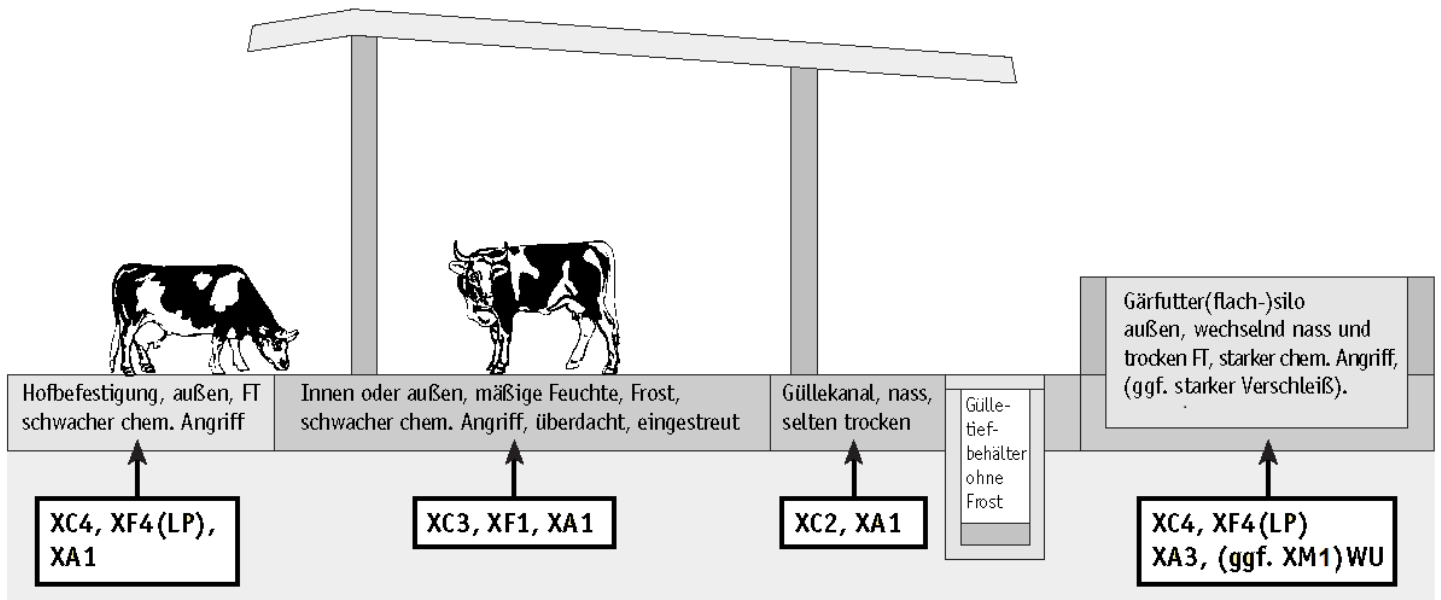 Hofbefestigung, außen, FT
schwacher chem. Angriff
Innen oder außen, mäßige Feuchte, Frost,
schwacher chem. Angriff, überdacht, eingestreut
Güllekanal, nass,
selten trocken
Gülle-
tief-
behälter
ohne
Frost
Gärfutter(flach-)silo
außen, wechselnd nass und
trocken FT, starker chem. Angriff,
(ggf. starker Verschleiß).
XC4, XF4(LP),
XA1
XC3, XF1, XA1
XC2, XA1
XC4, XF4(LP)
XA3, (ggf. XM1)WU